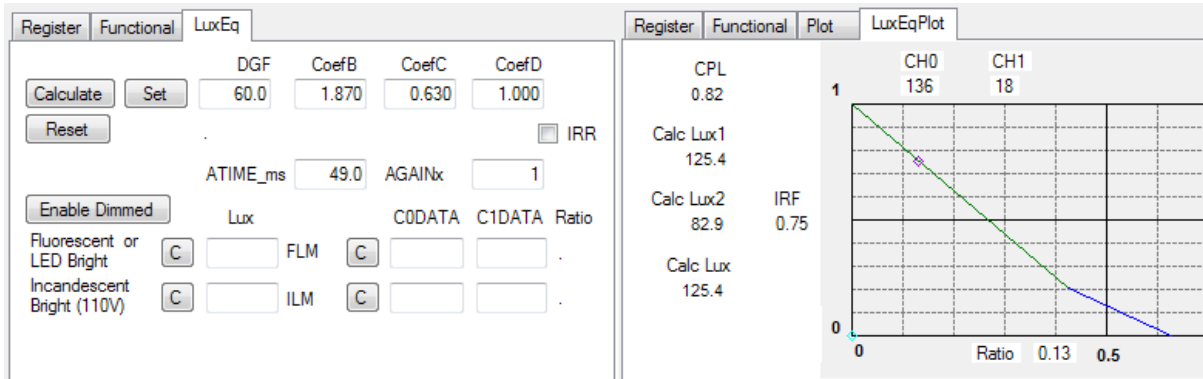 Register Functional LuxEq
DGF CoefB CoefC CoefD
Calculate Set 60.0 1.870 0.630 1.000
Reset . IRR
ATIME_ms 49.0 AGAINx 1
Enable Dimmed
Lux C0DATA C1DATA Ratio
Fluorescent or
LED Bright C FLM C .
Incandescent
Bright (110V) C ILM C .
Register Functional Plot LuxEqPlot
CPL
0.82
CH0 CH1
136 18
Calc Lux1
125.4
Calc Lux2 IRF
82.9 0.75
Calc Lux
125.4
1
0
0 Ratio 0.13 0.5